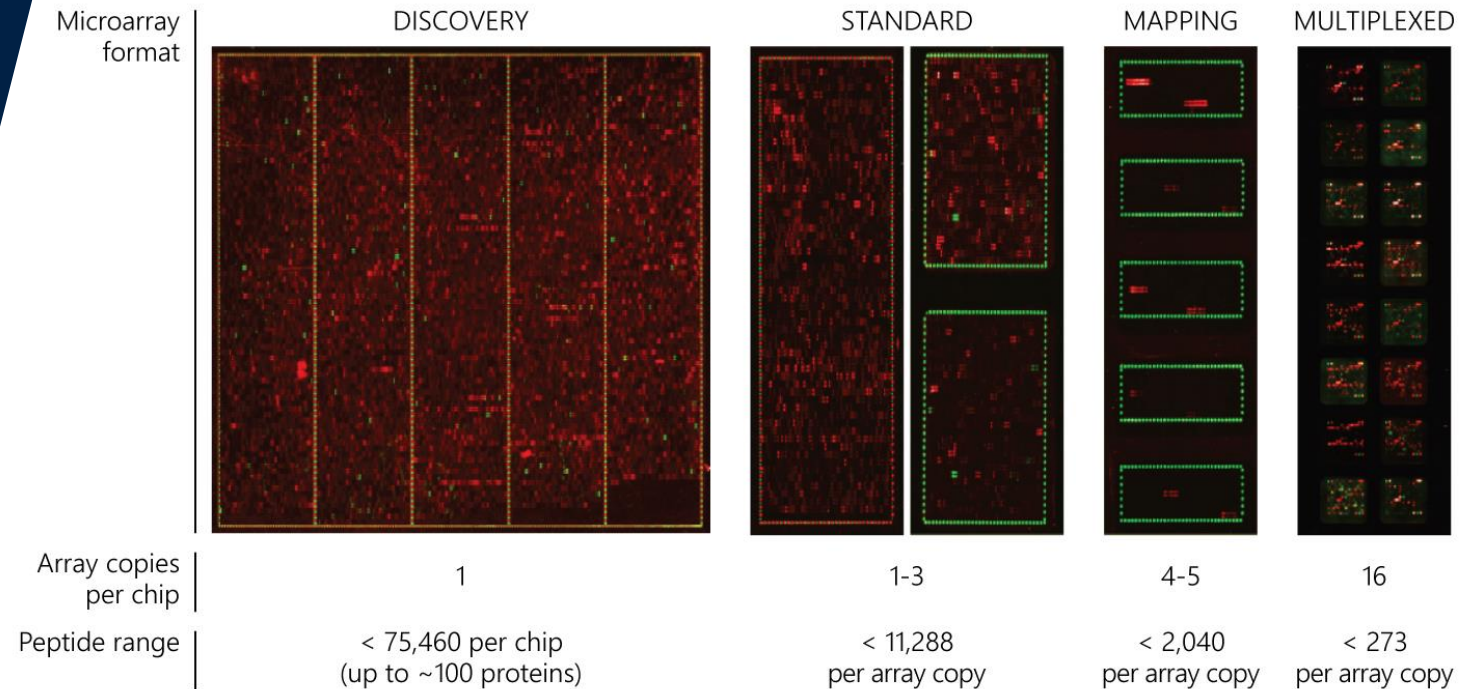 Microarray
format
DISCOVERY
STANDARD
MAPPING
MULTIPLEXED
Array copies
per chip
1
1-3
4-5
16
Peptide range
< 75,460 per chip
(up to ~100 proteins)
< 11,288
per array copy
< 2,040
per array copy
< 273
per array copy